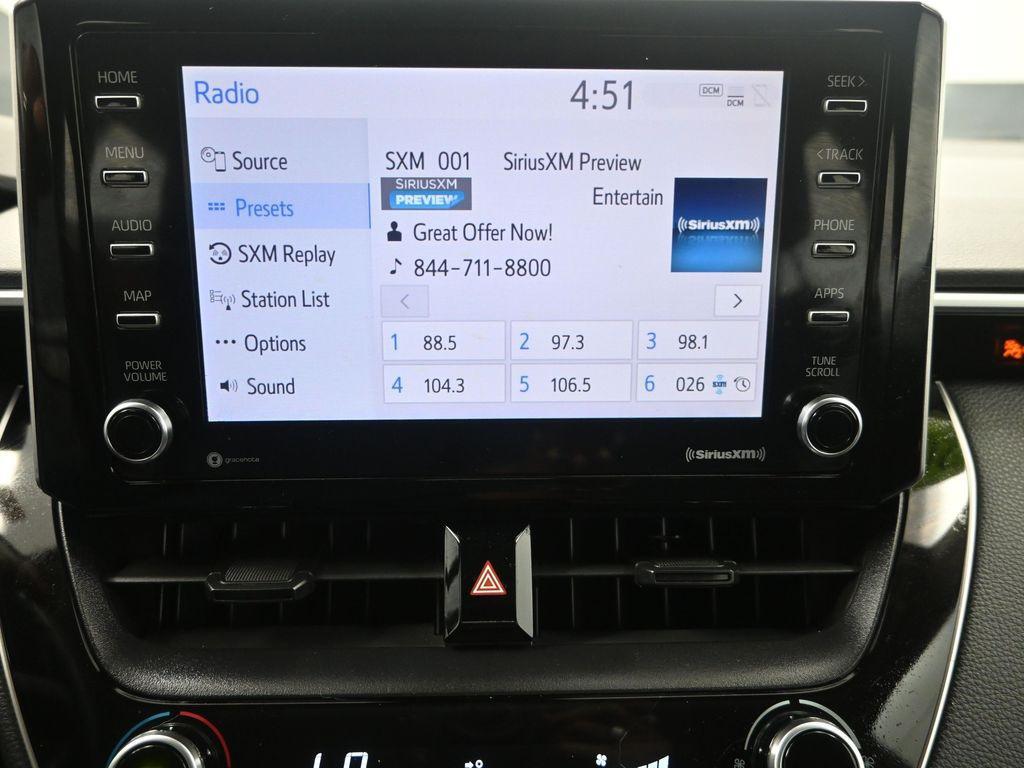 HOME
MENU
AUDIO
MAP
POWER
VOLUME
Radio
4:51
DCM
DCM
Source
Presets
SXM Replay
Station List
Options
Sound
SXM 001 SiriusXM Preview
SIRIUSXM
PREVIEW
Entertain
SiriusXM
Great Offer Now!
844-711-8800
< >
1 88.5
2 97.3
3 98.1
4 104.3
5 106.5
6 026 SXM
SEEK >
< TRACK
PHONE
APPS
TUNE
SCROLL
gracenote
((SiriusXM))